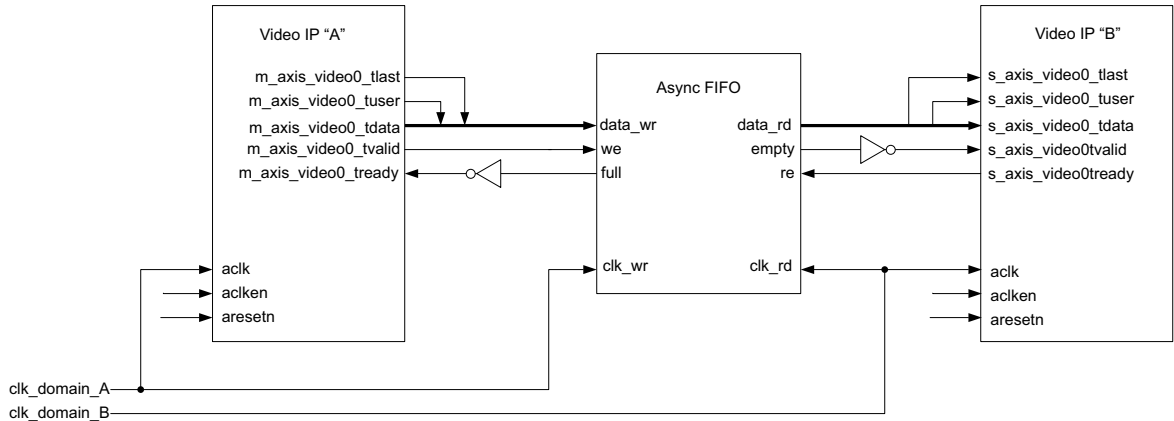 Video IP “A”
m_axis_video0_tlast
m_axis_video0_tuser
m_axis_video0_tdata
m_axis_video0_tvalid
m_axis_video0_tready
aclk
aclken
aresetn
Async FIFO
data_wr
we
full
clk_wr
data_rd
empty
re
clk_rd
Video IP “B”
s_axis_video0_tlast
s_axis_video0_tuser
s_axis_video0_tdata
s_axis_video0tvalid
s_axis_video0tready
aclk
aclken
aresetn
clk_domain_A
clk_domain_B